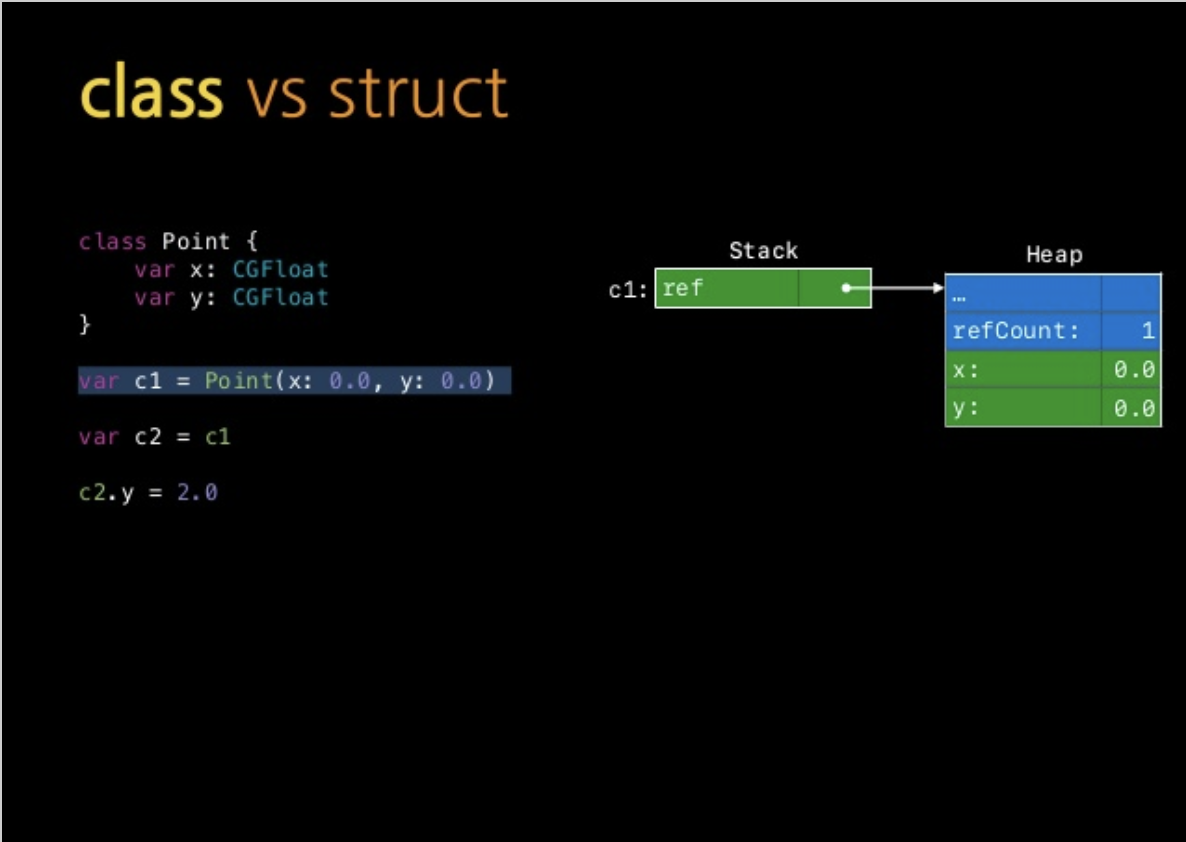 class vs struct
class Point {
    var x: CGFloat
    var y: CGFloat
}
var c1 = Point(x: 0.0, y: 0.0)
var c2 = c1
c2.y = 2.0
Stack
c1: ref
Heap
…
refCount: 1
x: 0.0
y: 0.0